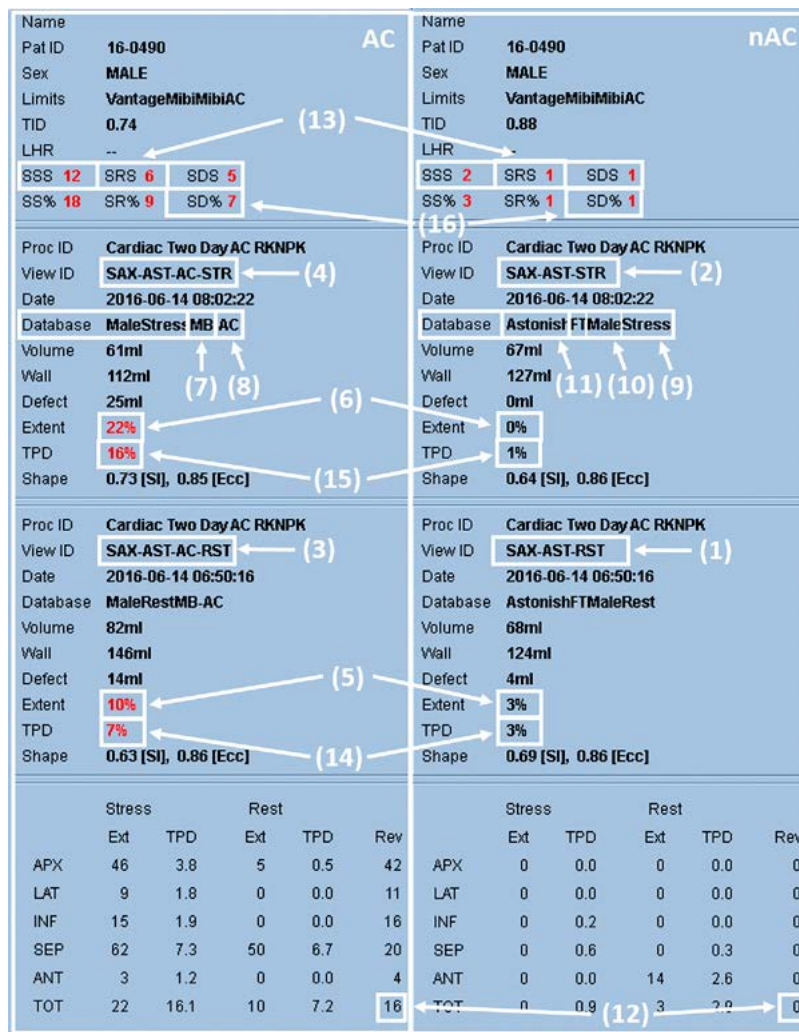 AC
Name
Pat ID 16-0490
Sex MALE
Limits VantageMibiMibiAC
TID 0.74
LHR --
SSS 12 SRS 6 SDS 5
SS% 18 SR% 9 SD% 7
Proc ID Cardiac Two Day AC RKNPK
View ID SAX-AST-AC-STR (4)
Date 2016-06-14 08:02:22
Database MaleStress MB AC
Volume 61ml
Wall 112ml (7) (8)
Defect 25ml
Extent 22%
TPD 16%
Shape 0.73 [SI], 0.85 [Ecc]
Proc ID Cardiac Two Day AC RKNPK
View ID SAX-AST-AC-RST (3)
Date 2016-06-14 06:50:16
Database MaleRestMB-AC
Volume 82ml
Wall 146ml
Defect 14ml
Extent 10%
TPD 7%
Shape 0.63 [SI], 0.86 [Ecc]
Stress Rest
Ext TPD Ext TPD Rev
APX 46 3.8 5 0.5 42
LAT 9 1.8 0 0.0 11
INF 15 1.9 0 0.0 16
SEP 62 7.3 50 6.7 20
ANT 3 1.2 0 0.0 4
TOT 22 16.1 10 7.2 16
(13)
(16)
(6)
(15)
(5)
(14)
(12)
nAC
Name
Pat ID 16-0490
Sex MALE
Limits VantageMibiMibiAC
TID 0.88
LHR -
SSS 2 SRS 1 SDS 1
SS% 3 SR% 1 SD% 1
Proc ID Cardiac Two Day AC RKNPK
View ID SAX-AST-STR (2)
Date 2016-06-14 08:02:22
Database AstonishFTMaleStress
Volume 67ml
Wall 127ml (11) (10) (9)
Defect 0ml
Extent 0%
TPD 1%
Shape 0.64 [SI], 0.86 [Ecc]
Proc ID Cardiac Two Day AC RKNPK
View ID SAX-AST-RST (1)
Date 2016-06-14 06:50:16
Database AstonishFTMaleRest
Volume 68ml
Wall 124ml
Defect 4ml
Extent 3%
TPD 3%
Shape 0.69 [SI], 0.86 [Ecc]
Stress Rest
Ext TPD Ext TPD Rev
APX 0 0.0 0 0.0 0
LAT 0 0.0 0 0.0 0
INF 0 0.2 0 0.0 0
SEP 0 0.6 0 0.3 0
ANT 0 0.0 14 2.6 0
TOT 0 0.9 3 0